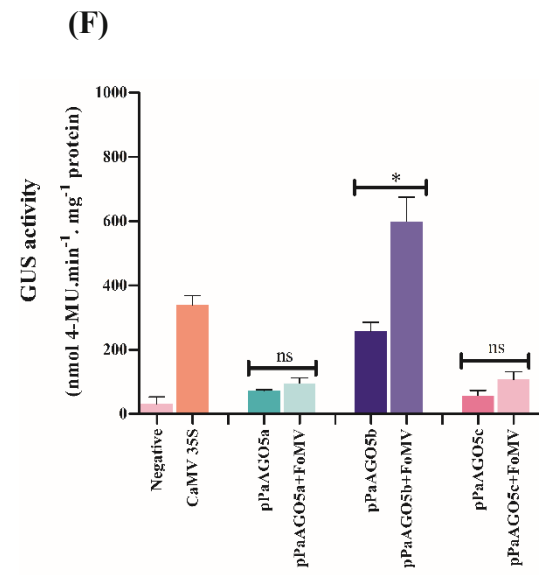 (F)
GUS activity
(nmol 4-MU.min⁻¹. mg⁻¹ protcin)
1000
800
600
400
200
0
ns
*
ns
Negative
CaMV 35S
pPaAGO5a
pPaAGO5a+FoMV
pPaAGO5b
pPaAGO5b+FoMV
pPaAGO5c
pPaAGO5c+FoMV